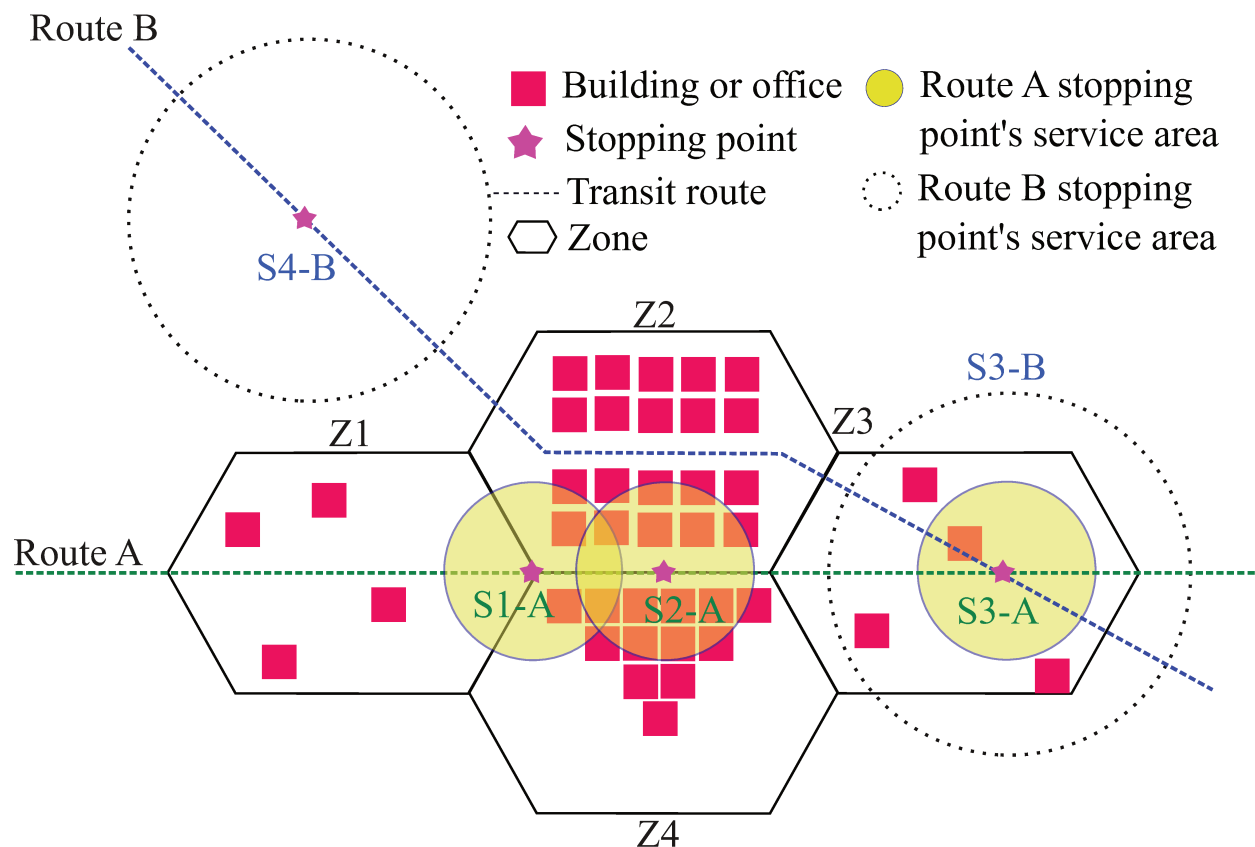 Route B
Building or office
Stopping point
Transit route
Zone
Route A stopping
point's service area
Route B stopping
point's service area
S4-B
Z2
S3-B
Z1
Z3
Route A
S1-A
S2-A
S3-A
Z4